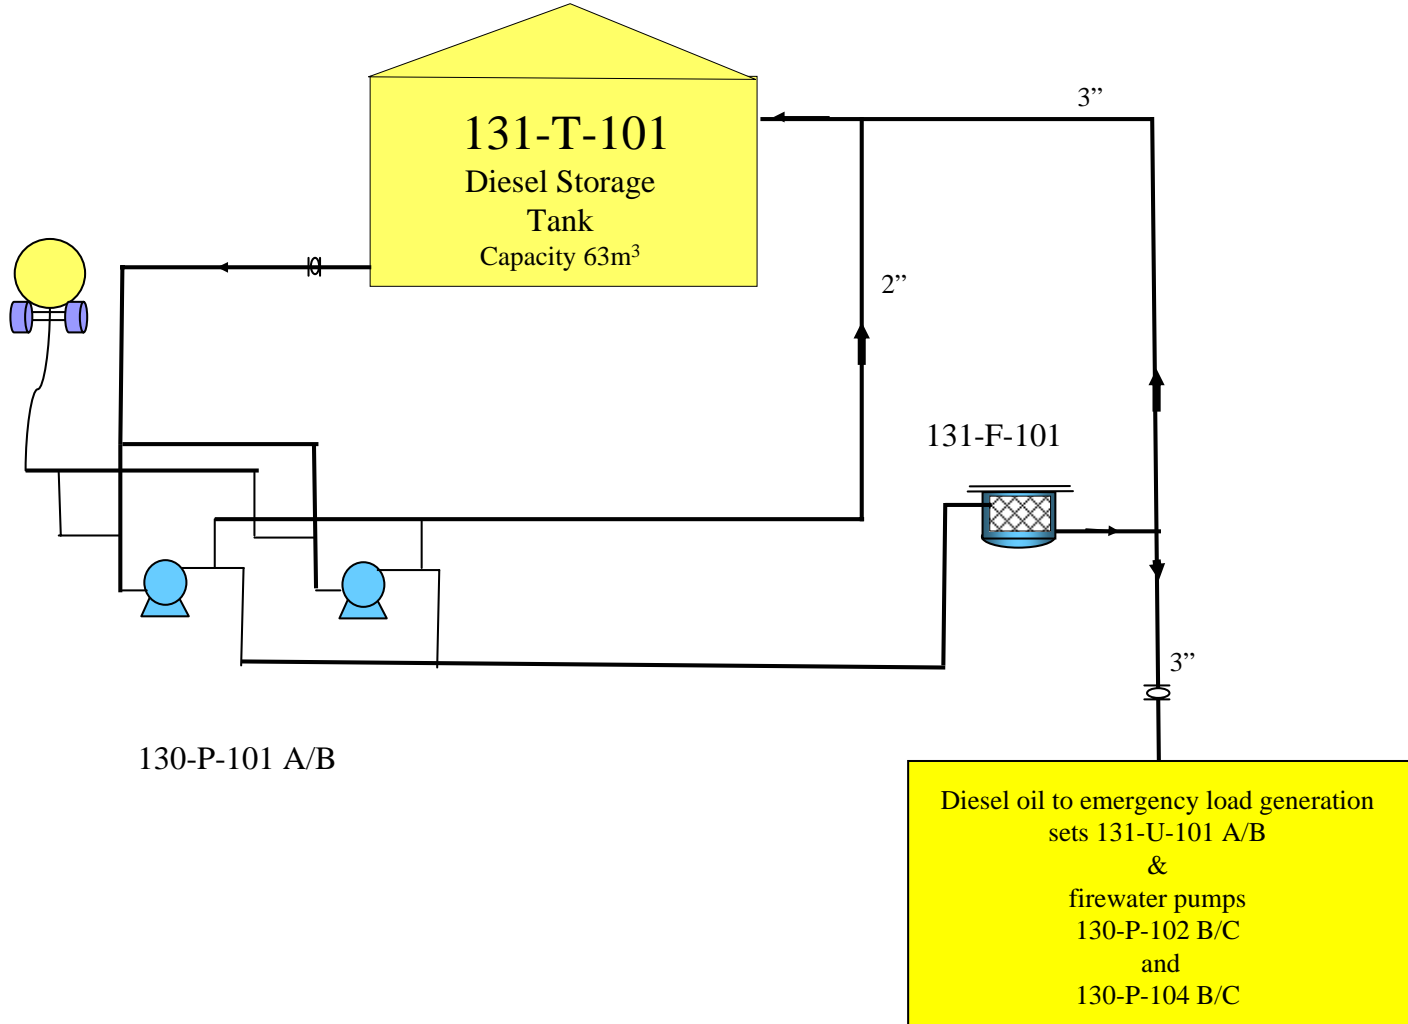 131-T-101
Diesel Storage
Tank
Capacity 63m³
3”
2”
131-F-101
3”
130-P-101 A/B
Diesel oil to emergency load generation
sets 131-U-101 A/B
&
firewater pumps
130-P-102 B/C
and
130-P-104 B/C